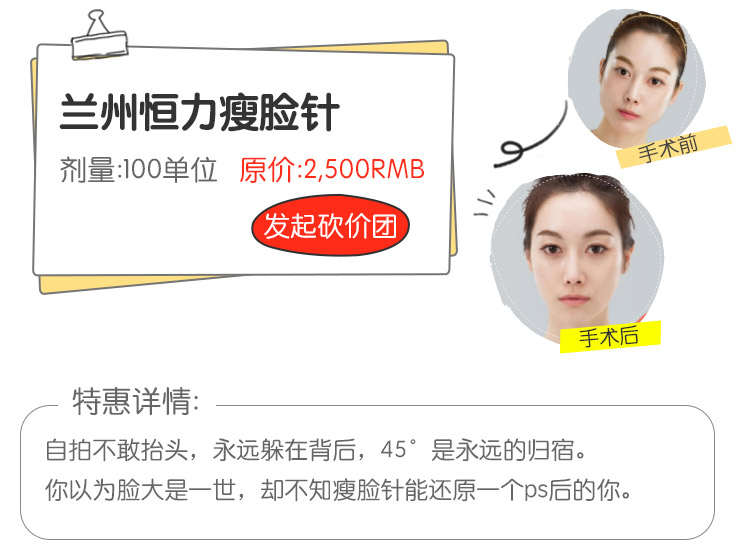 兰州恒力瘦脸针
剂量:100单位 原价:2,500RMB
发起砍价团
手术前
手术后
特惠详情:
自拍不敢抬头，永远躲在背后，45°是永远的归宿。
你以为脸大是一世，却不知瘦脸针能还原一个ps后的你。